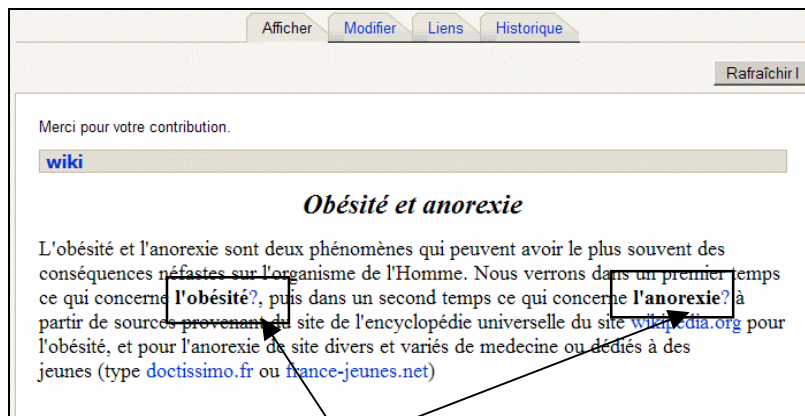 Afficher Modifier Liens Historique
Rafraîchir l
Merci pour votre contribution.
wiki
Obésité et anorexie
L'obésité et l'anorexie sont deux phénomènes qui peuvent avoir le plus souvent des
conséquences néfastes sur l'organisme de l'Homme. Nous verrons dans un premier temps
ce qui concerne l'obésité?, puis dans un second temps ce qui concerne l'anorexie? à
partir de sources provenant du site de l'encyclopédie universelle du site wikipedia.org pour
l'obésité, et pour l'anorexie de site divers et variés de medecine ou dédiés à des
jeunes (type doctissimo.fr ou france-jeunes.net)